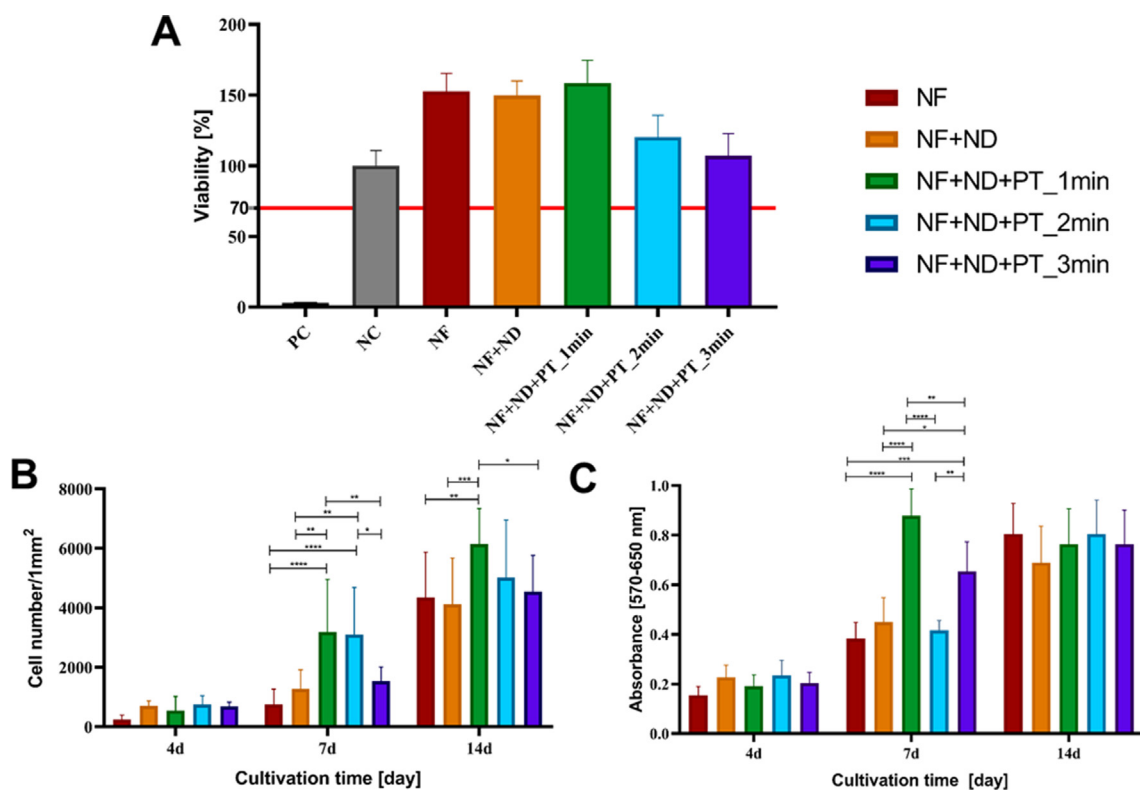 A
200
150
100
70
50
0
Viability [%]
PC
NC
NF
NF+ND
NF+ND+PT_1min
NF+ND+PT_2min
NF+ND+PT_3min
NF
NF+ND
NF+ND+PT_1min
NF+ND+PT_2min
NF+ND+PT_3min
B
8000
6000
4000
2000
0
Cell number/1mm²
****
****
**
**
**
*
**
***
*
4d
7d
14d
Cultivation time [day]
C
1.0
0.8
0.6
0.4
0.2
0.0
Absorbance [570-650 nm]
**
****
*
****
***
****
**
4d
7d
14d
Cultivation time [day]